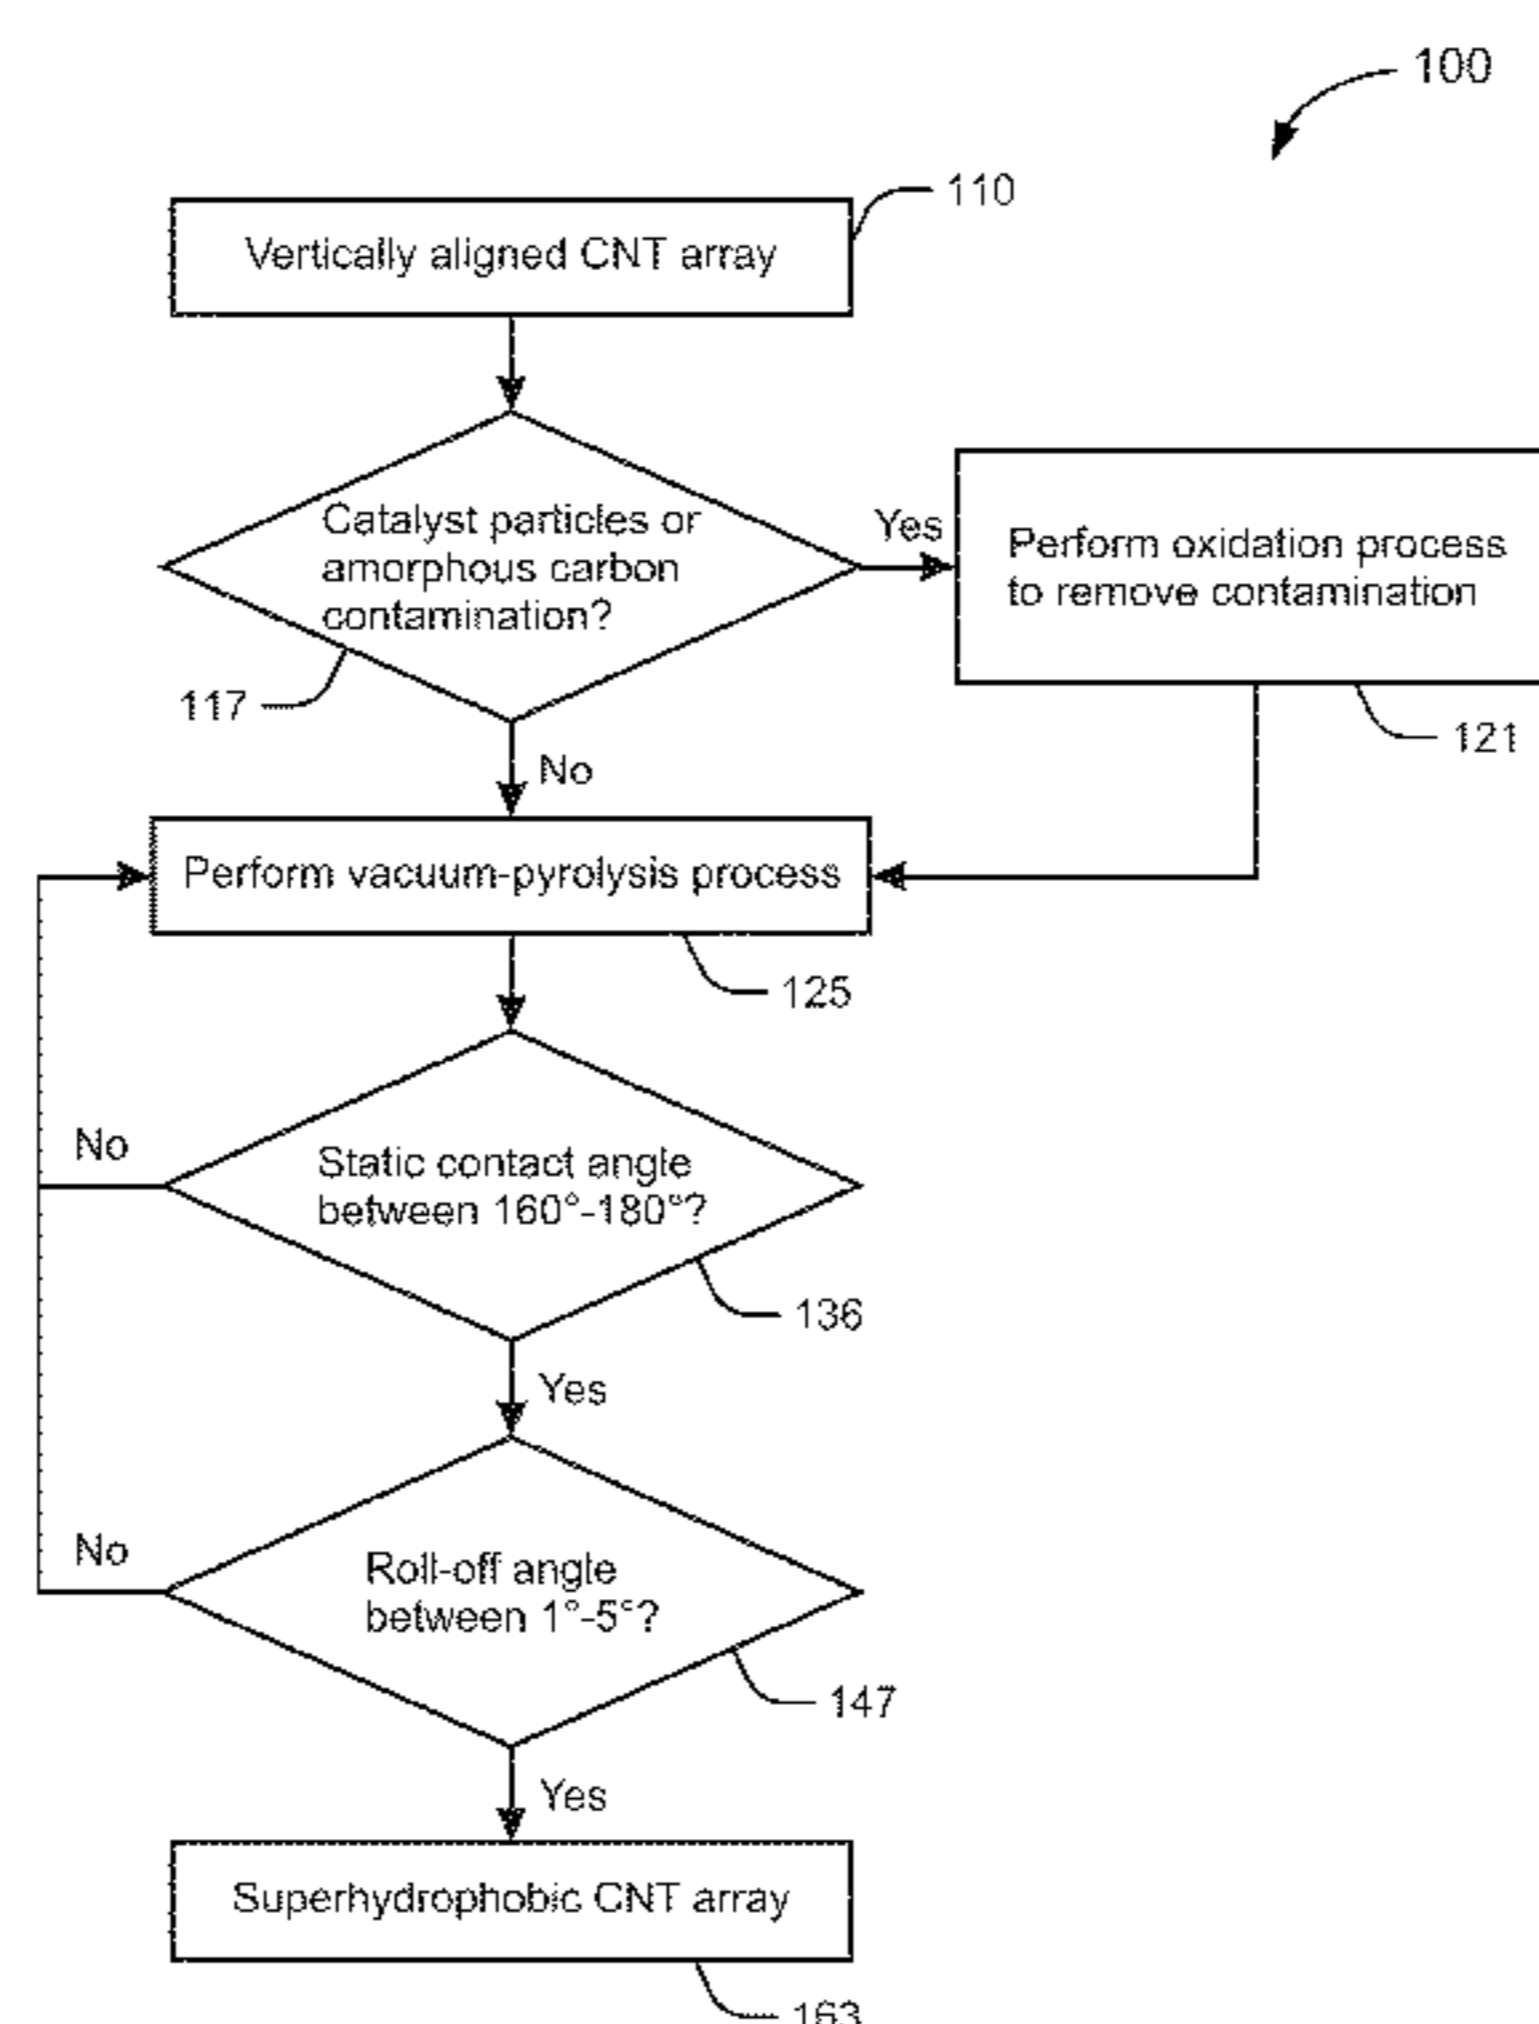 100
110
Vertically aligned CNT array
Catalyst particles or
amorphous carbon
contamination?
Yes
Perform oxidation process
to remove contamination
117
121
No
Perform vacuum-pyrolysis process
125
No
Static contact angle
between 160°-180°?
136
Yes
No
Roll-off angle
between 1°-5°?
147
Yes
Superhydrophobic CNT array
163